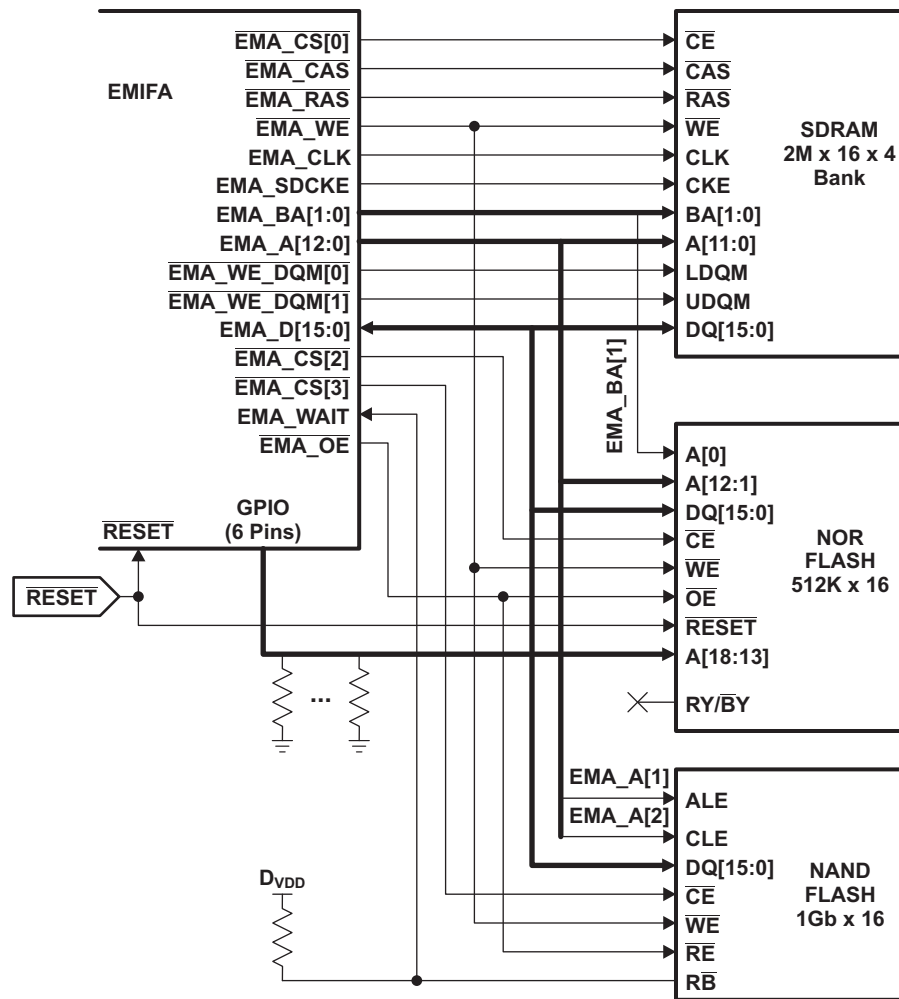 EMIFA
EMA_CS[0]
EMA_CAS
EMA_RAS
EMA_WE
EMA_CLK
EMA_SDCKE
EMA_BA[1:0]
EMA_A[12:0]
EMA_WE_DQM[0]
EMA_WE_DQM[1]
EMA_D[15:0]
EMA_CS[2]
EMA_CS[3]
EMA_WAIT
EMA_OE
GPIO
(6 Pins)
RESET
RESET
CE
CAS
RAS
WE
CLK
CKE
BA[1:0]
A[11:0]
LDQM
UDQM
DQ[15:0]
SDRAM
2M x 16 x 4
Bank
EMA_BA[1]
A[0]
A[12:1]
DQ[15:0]
CE
WE
OE
RESET
A[18:13]
RY/BY
NOR
FLASH
512K x 16
...
EMA_A[1]
EMA_A[2]
ALE
CLE
DQ[15:0]
CE
WE
RE
RB
NAND
FLASH
1Gb x 16
DVDD